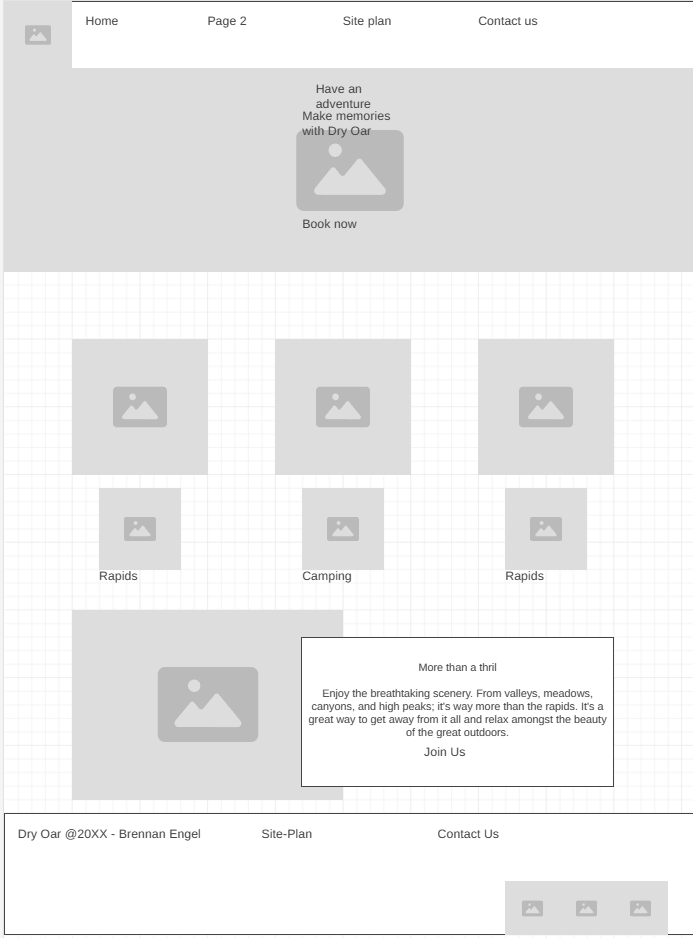 Home
Page 2
Site plan
Contact us
Have an
adventure
Make memories
with Dry Oar
Book now
Rapids
Camping
Rapids
More than a thril
Enjoy the breathtaking scenery. From valleys, meadows,
canyons, and high peaks; it's way more than the rapids. It's a
great way to get away from it all and relax amongst the beauty
of the great outdoors.
Join Us
Dry Oar @20XX - Brennan Engel
Site-Plan
Contact Us